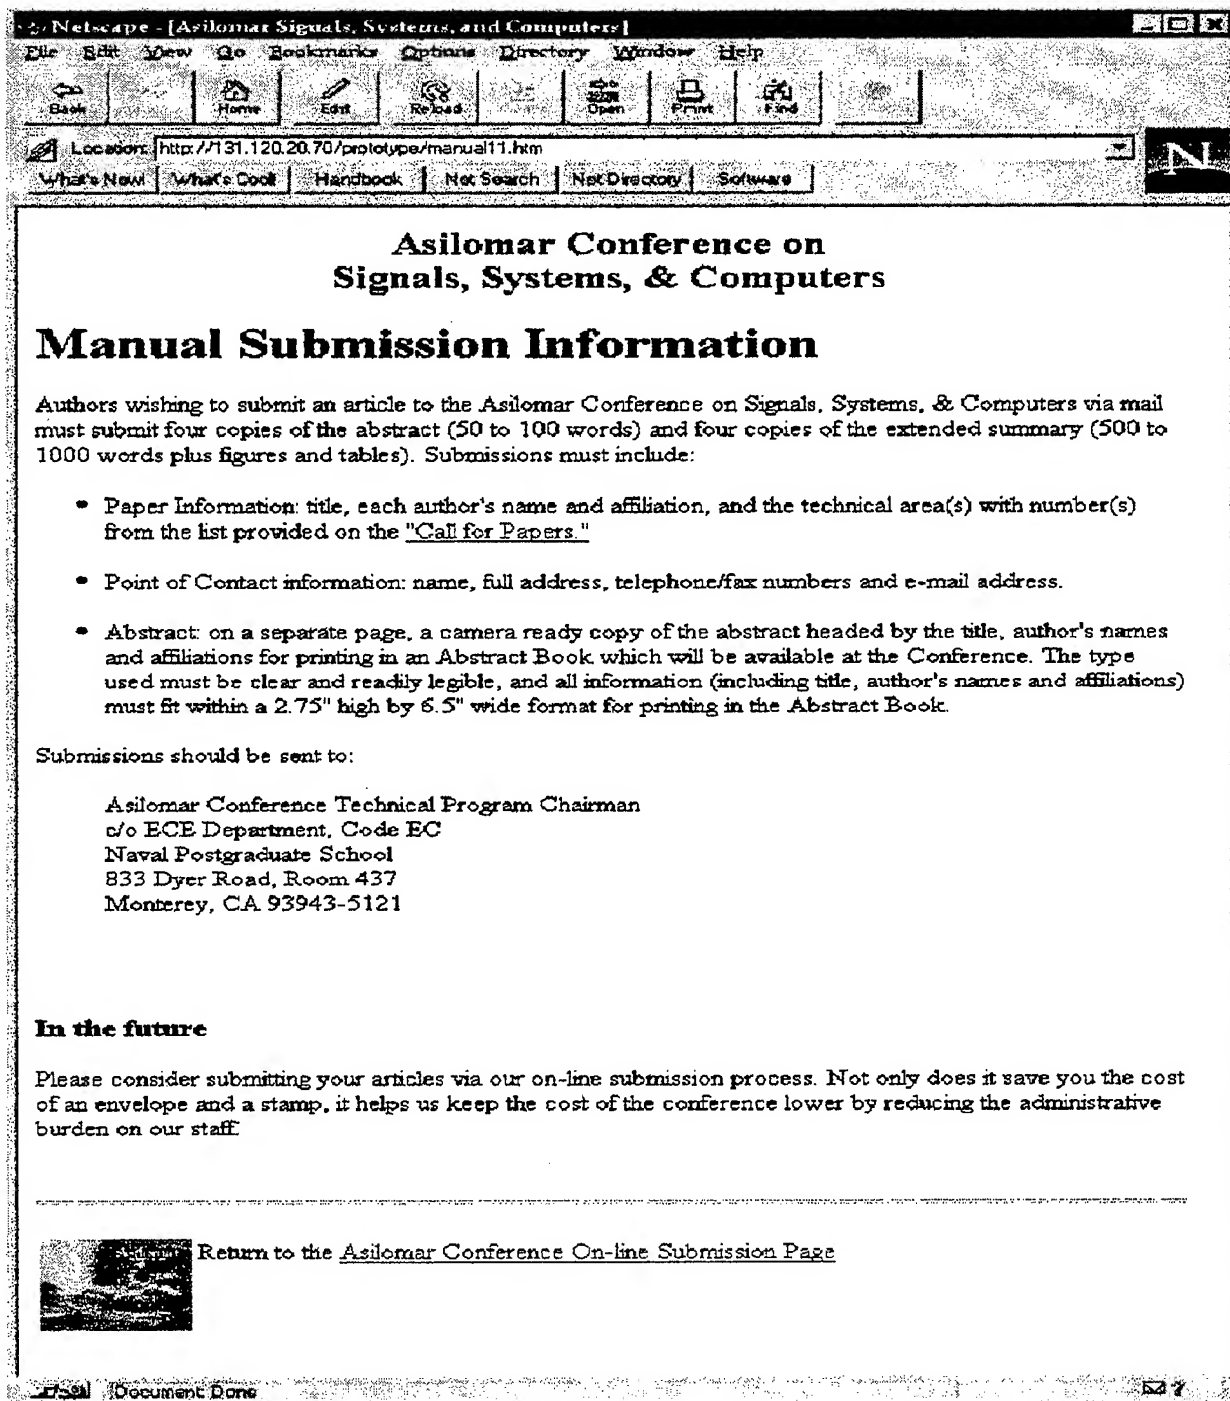 Netscape - [Asilomar Signals, Systems, and Computers]
File Edit View Go Bookmarks Options Directory Window Help
Back Home Edit Reload Open Print Find
Location: http://131.120.20.70/prototype/manual11.htm
What's New! What's Cool! Handbook Net Search Net Directory Software
Asilomar Conference on
Signals, Systems, & Computers
Manual Submission Information
Authors wishing to submit an article to the Asilomar Conference on Signals, Systems, & Computers via mail
must submit four copies of the abstract (50 to 100 words) and four copies of the extended summary (500 to
1000 words plus figures and tables). Submissions must include:
• Paper Information: title, each author's name and affiliation, and the technical area(s) with number(s)
from the list provided on the "Call for Papers."
• Point of Contact information: name, full address, telephone/fax numbers and e-mail address.
• Abstract: on a separate page, a camera ready copy of the abstract headed by the title, author's names
and affiliations for printing in an Abstract Book which will be available at the Conference. The type
used must be clear and readily legible, and all information (including title, author's names and affiliations)
must fit within a 2.75" high by 6.5" wide format for printing in the Abstract Book.
Submissions should be sent to:
Asilomar Conference Technical Program Chairman
c/o ECE Department, Code EC
Naval Postgraduate School
833 Dyer Road, Room 437
Monterey, CA 93943-5121
In the future
Please consider submitting your articles via our on-line submission process. Not only does it save you the cost
of an envelope and a stamp, it helps us keep the cost of the conference lower by reducing the administrative
burden on our staff.
Return to the Asilomar Conference On-line Submission Page
Document: Done